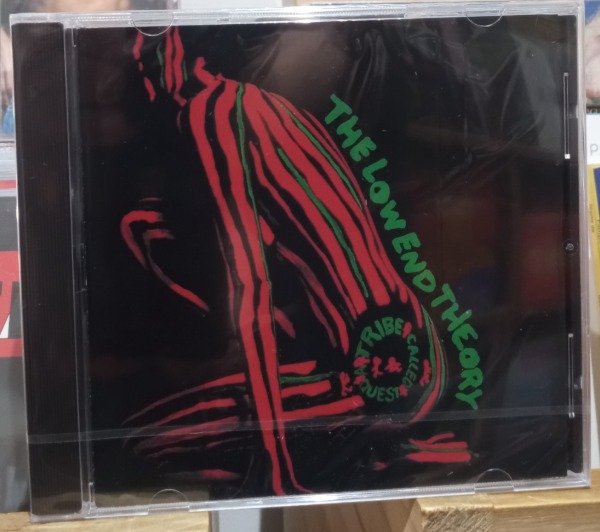 THE LOW END THEORY
A TRIBE CALLED QUEST